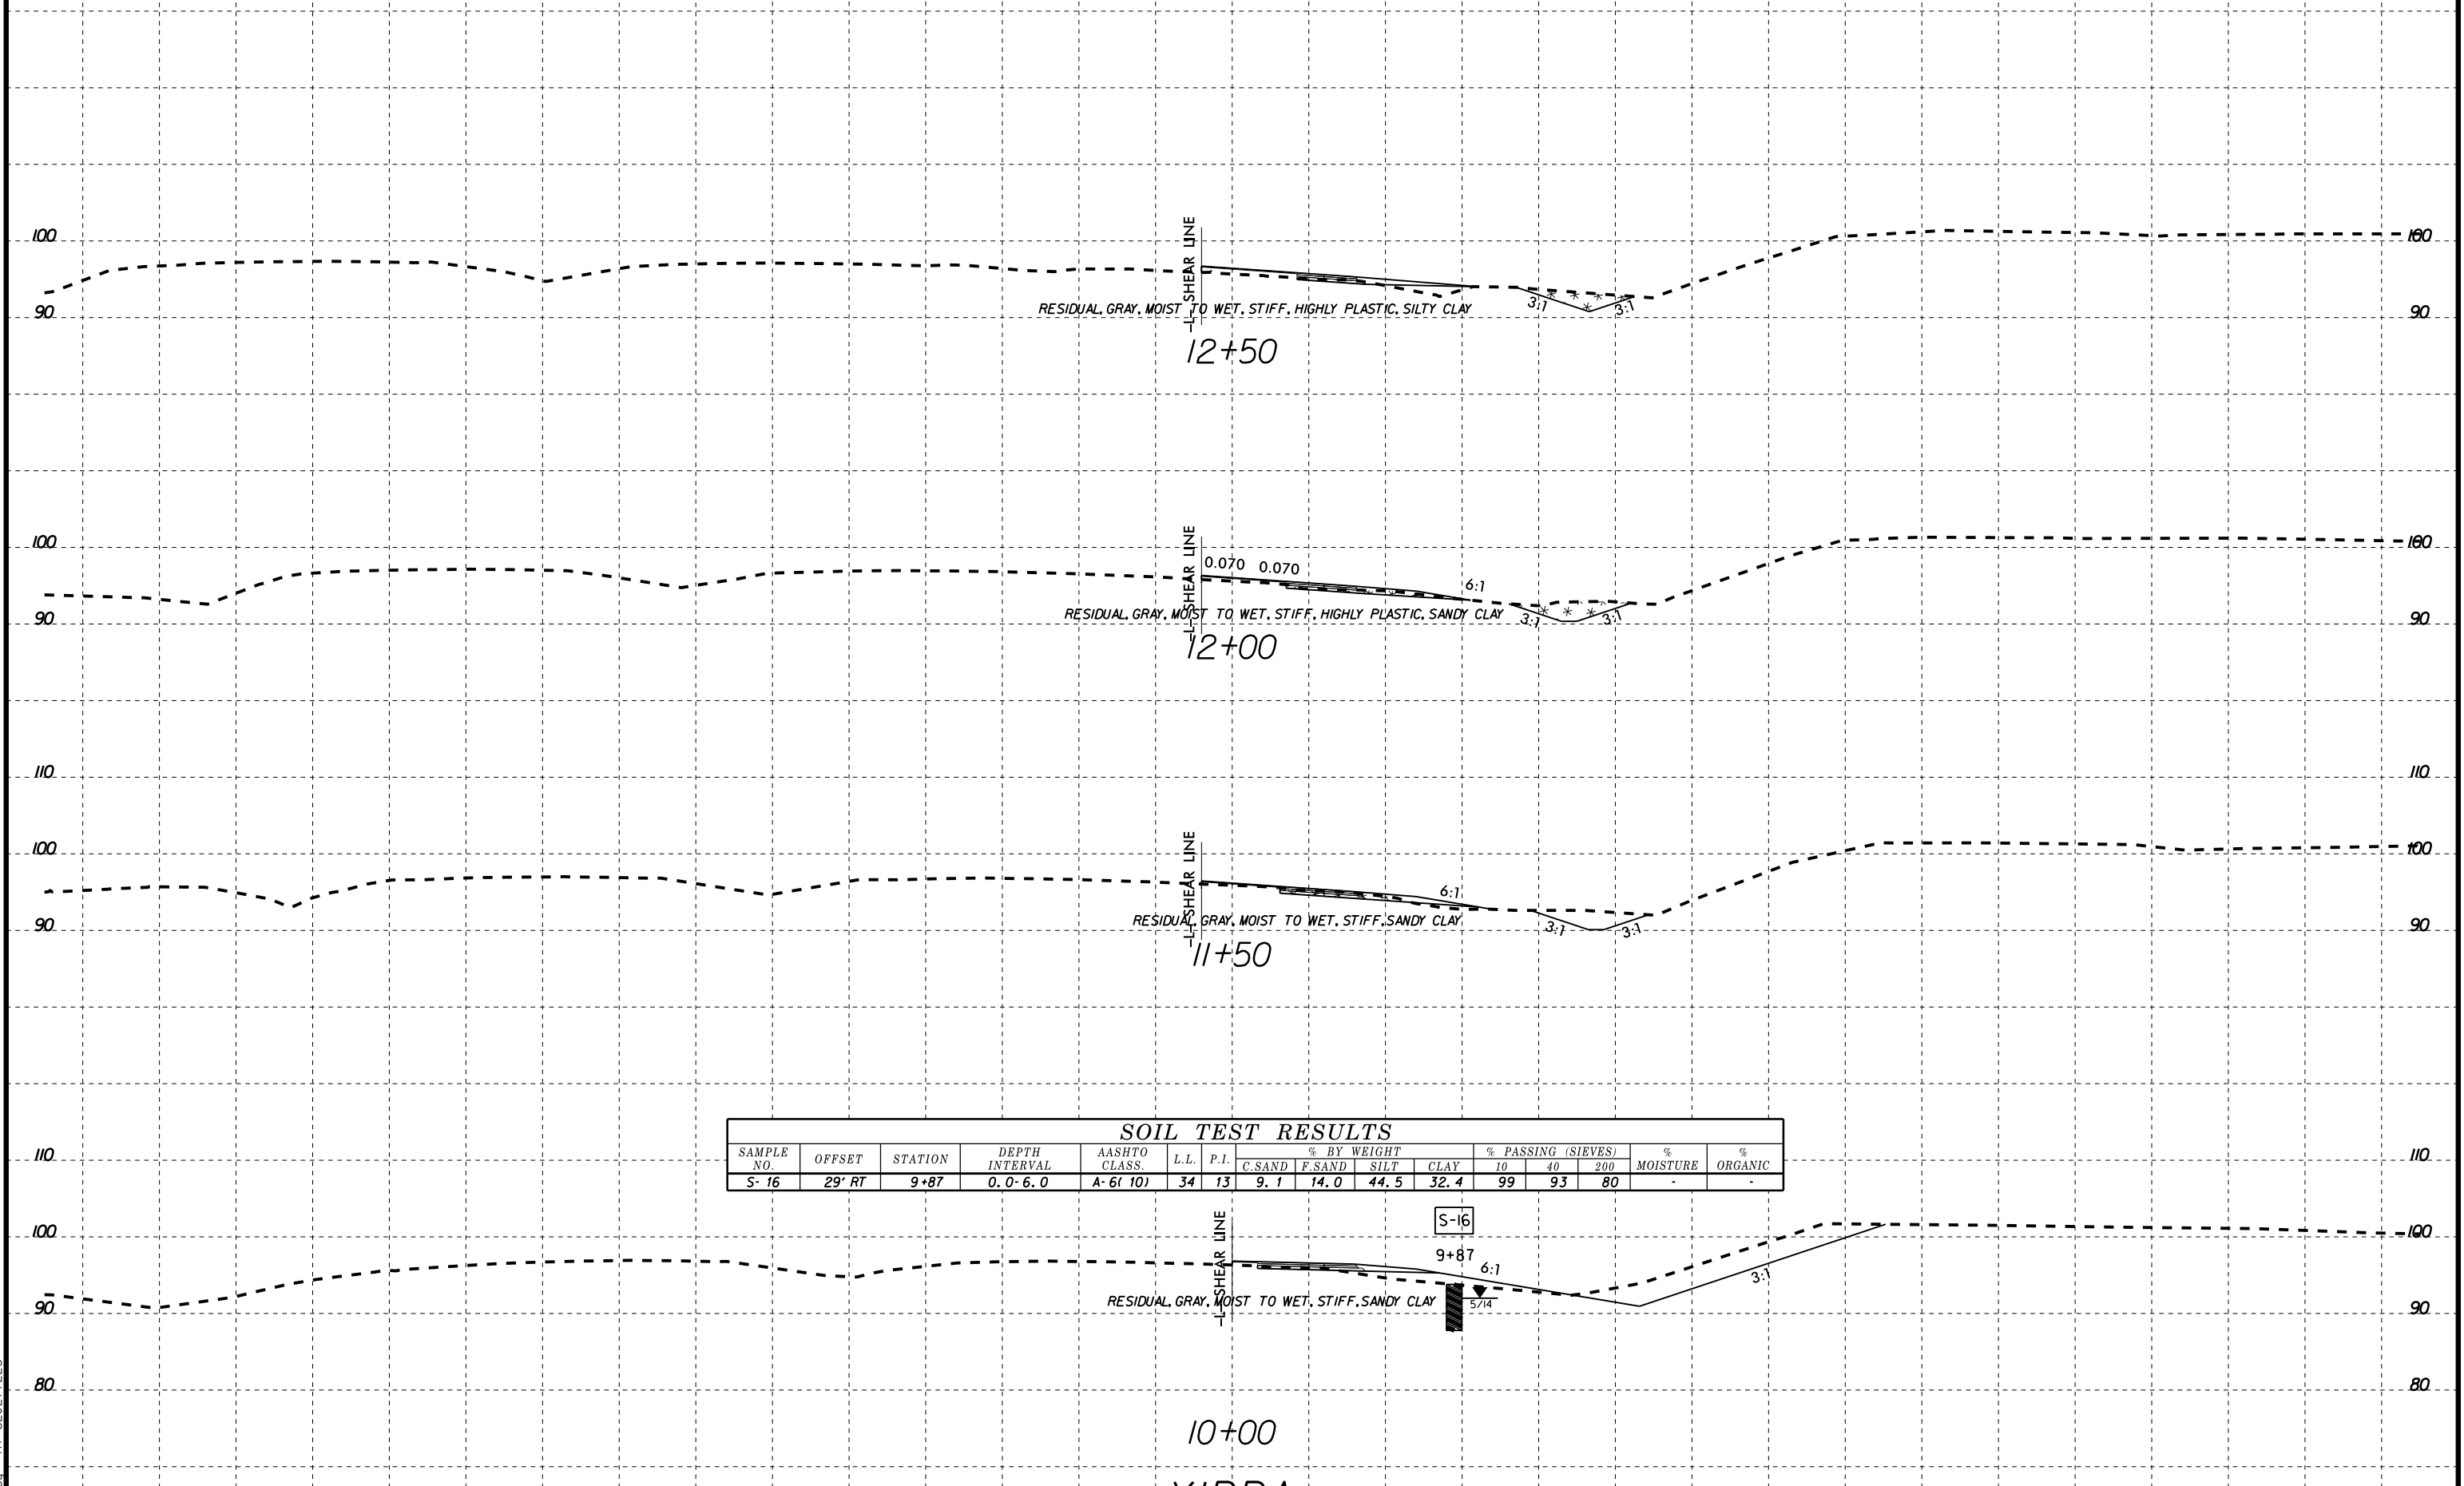 -L- SHEAR LINE
100 100
3:1 3:1
RESIDUAL, GRAY, MOIST TO WET, STIFF, HIGHLY PLASTIC, SILTY CLAY
90 90
12+50
-L- SHEAR LINE
100 100
0.070 0.070
6:1
RESIDUAL, GRAY, MOIST TO WET, STIFF, HIGHLY PLASTIC, SANDY CLAY
3:1 3:1
90 90
12+00
110 110
-L- SHEAR LINE
100 100
6:1
RESIDUAL, GRAY, MOIST TO WET, STIFF, SANDY CLAY
3:1 3:1
90 90
11+50
SOIL TEST RESULTS
110 110
SAMPLE NO. OFFSET STATION DEPTH INTERVAL AASHTO CLASS. L.L. P.I. % BY WEIGHT % PASSING (SIEVES) % MOISTURE % ORGANIC
C.SAND F.SAND SILT CLAY 10 40 200
S-16 29' RT 9+87 0.0-6.0 A-6(10) 34 13 9.1 14.0 44.5 32.4 99 93 80 - -
-L- SHEAR LINE
S-16
100 100
9+87
6:1
3:1
RESIDUAL, GRAY, MOIST TO WET, STIFF, SANDY CLAY
5/14
90 90
80 80
10+00